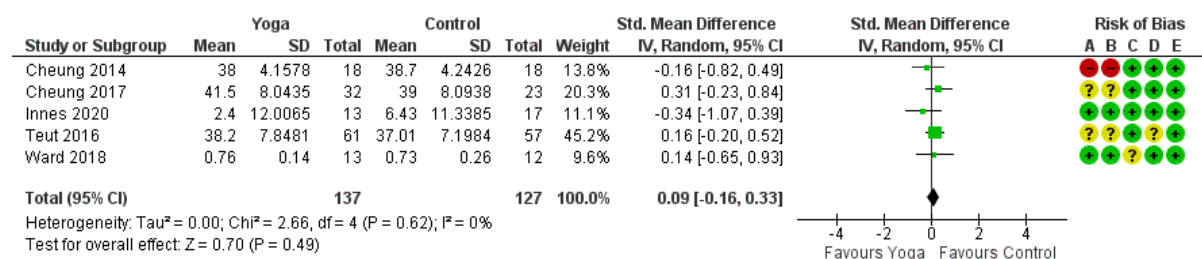 Yoga Control Std. Mean Difference Std. Mean Difference Risk of Bias
Study or Subgroup Mean SD Total Mean SD Total Weight IV, Random, 95% CI IV, Random, 95% CI A B C D E
Cheung 2014 38 4.1578 18 38.7 4.2426 18 13.8% -0.16 [-0.82, 0.49] - - + + +
Cheung 2017 41.5 8.0435 32 39 8.0938 23 20.3% 0.31 [-0.23, 0.84] ? ? + + +
Innes 2020 2.4 12.0065 13 6.43 11.3385 17 11.1% -0.34 [-1.07, 0.39] + + + + +
Teut 2016 38.2 7.8481 61 37.01 7.1984 57 45.2% 0.16 [-0.20, 0.52] ? ? + ? +
Ward 2018 0.76 0.14 13 0.73 0.26 12 9.6% 0.14 [-0.65, 0.93] + + ? + +
Total (95% CI) 137 127 100.0% 0.09 [-0.16, 0.33]
Heterogeneity: Tau² = 0.00; Chi² = 2.66, df = 4 (P = 0.62); I² = 0%
Test for overall effect: Z = 0.70 (P = 0.49)
-4 -2 0 2 4
Favours Yoga Favours Control